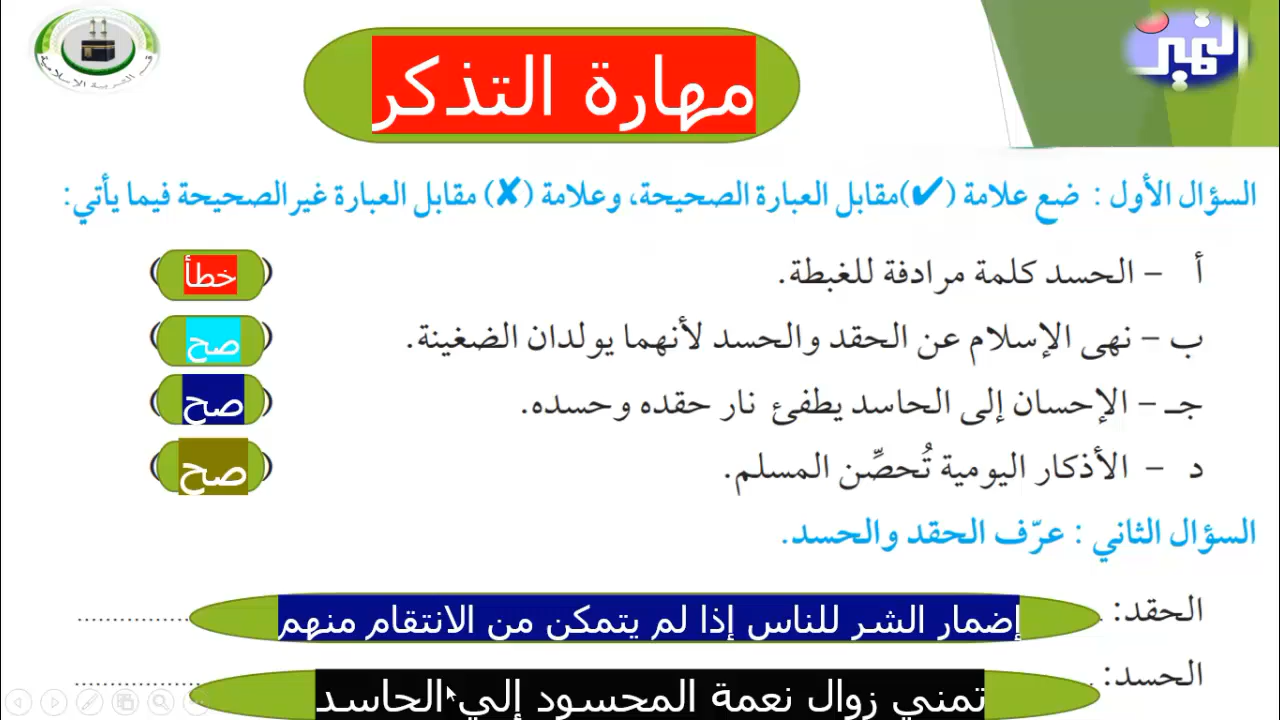 قسم التربية الإسلامية
مهارة التذكر
السؤال الأول : ضع علامة (✔)مقابل العبارة الصحيحة، وعلامة (✘) مقابل العبارة غير الصحيحة فيما يأتي:
أ – الحسد كلمة مرادفة للغبطة. (خطأ)
ب – نهى الإسلام عن الحقد والحسد لأنهما يولدان الضغينة. (صح)
جـ – الإحسان إلى الحاسد يطفئ نار حقده وحسده. (صح)
د – الأذكار اليومية تُحصِّن المسلم. (صح)
السؤال الثاني : عرّف الحقد والحسد.
الحقد: إضمار الشر للناس إذا لم يتمكن من الانتقام منهم
الحسد: تمني زوال نعمة المحسود إلي الحاسد